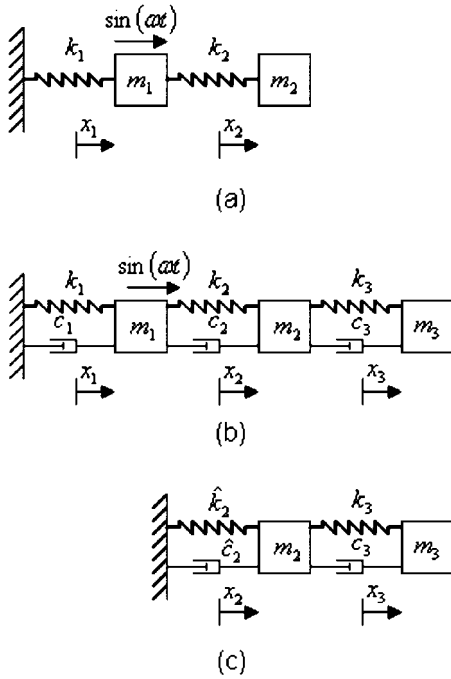 sin(ωt)
k₁ k₂
m₁ m₂
x₁ x₂
(a)
sin(ωt)
k₁ k₂ k₃
c₁ m₁ c₂ m₂ c₃ m₃
x₁ x₂ x₃
(b)
k̂₂ k₃
ĉ₂ m₂ c₃ m₃
x₂ x₃
(c)